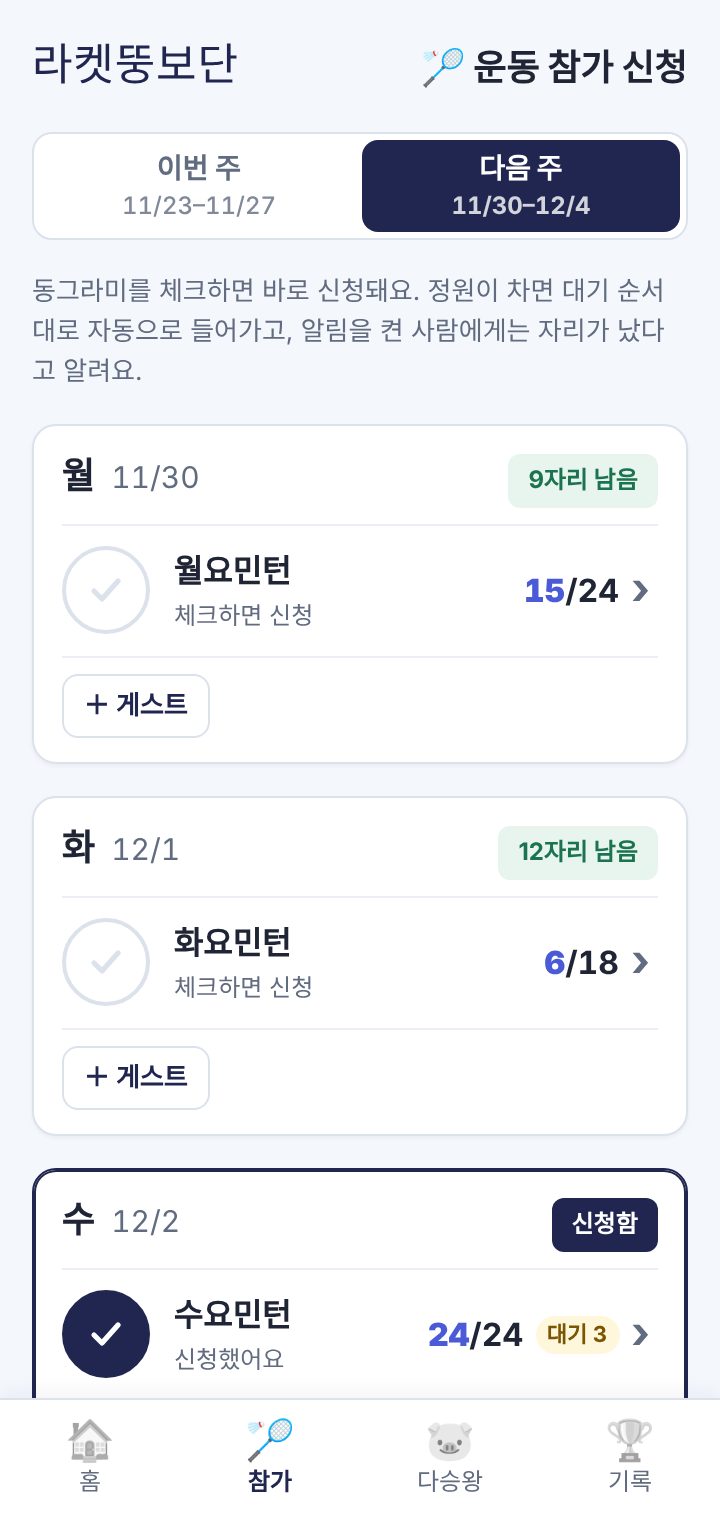 라켓뚱보단
🏸 운동 참가 신청
이번 주
11/23–11/27
다음 주
11/30–12/4
동그라미를 체크하면 바로 신청돼요. 정원이 차면 대기 순서
대로 자동으로 들어가고, 알림을 켠 사람에게는 자리가 났다
고 알려요.
월 11/30
9자리 남음
월요민턴
체크하면 신청
15/24 ›
+ 게스트
화 12/1
12자리 남음
화요민턴
체크하면 신청
6/18 ›
+ 게스트
수 12/2
신청함
수요민턴
신청했어요
24/24 대기 3 ›
홈
참가
다승왕
기록